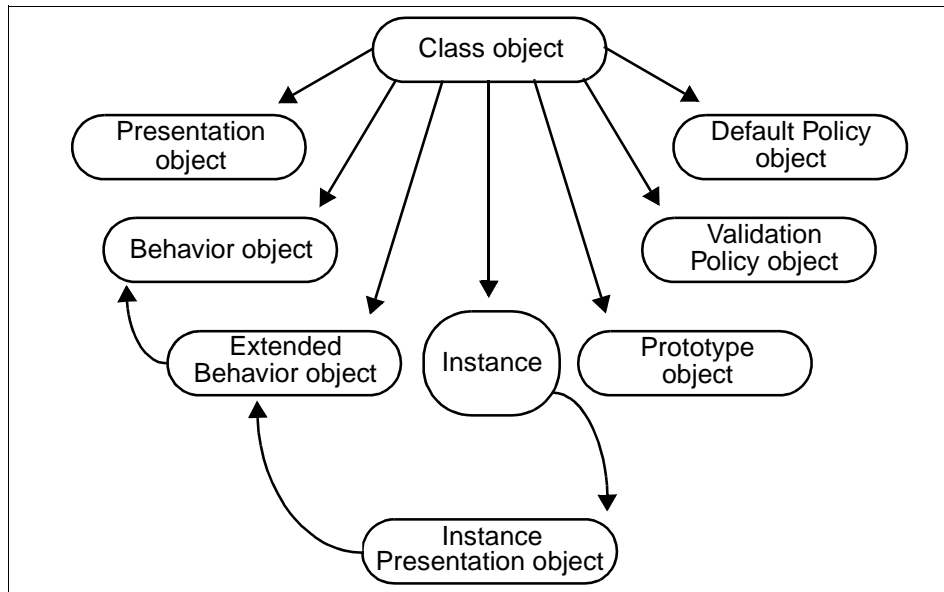 Class object
Presentation
object
Default Policy
object
Behavior object
Validation
Policy object
Extended
Behavior object
Instance
Prototype
object
Instance
Presentation object